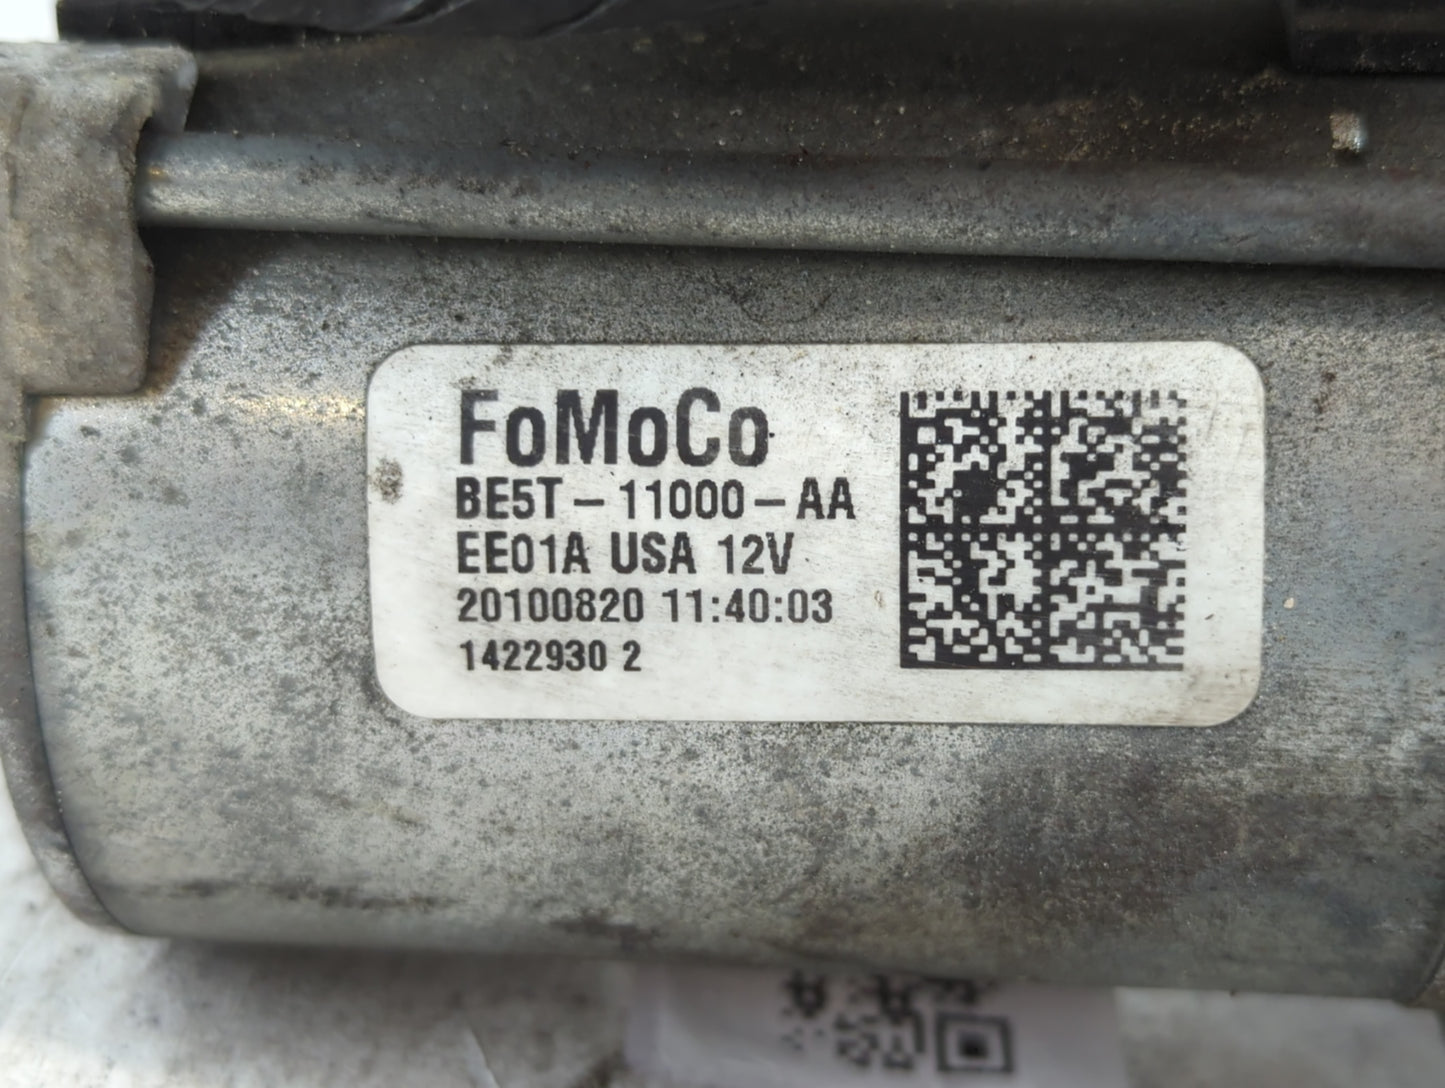 FoMoCo
BE5T-11000-AA
EE01A USA 12V
20100820 11:40:03
1422930 2